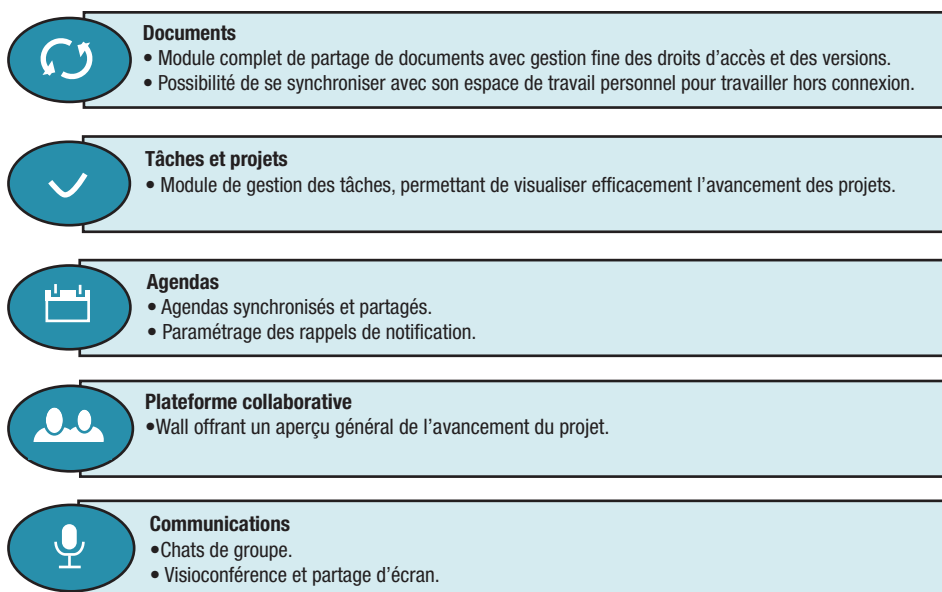 Documents
• Module complet de partage de documents avec gestion fine des droits d'accès et des versions.
• Possibilité de se synchroniser avec son espace de travail personnel pour travailler hors connexion.
Tâches et projets
• Module de gestion des tâches, permettant de visualiser efficacement l'avancement des projets.
Agendas
• Agendas synchronisés et partagés.
• Paramétrage des rappels de notification.
Plateforme collaborative
•Wall offrant un aperçu général de l'avancement du projet.
Communications
•Chats de groupe.
• Visioconférence et partage d'écran.